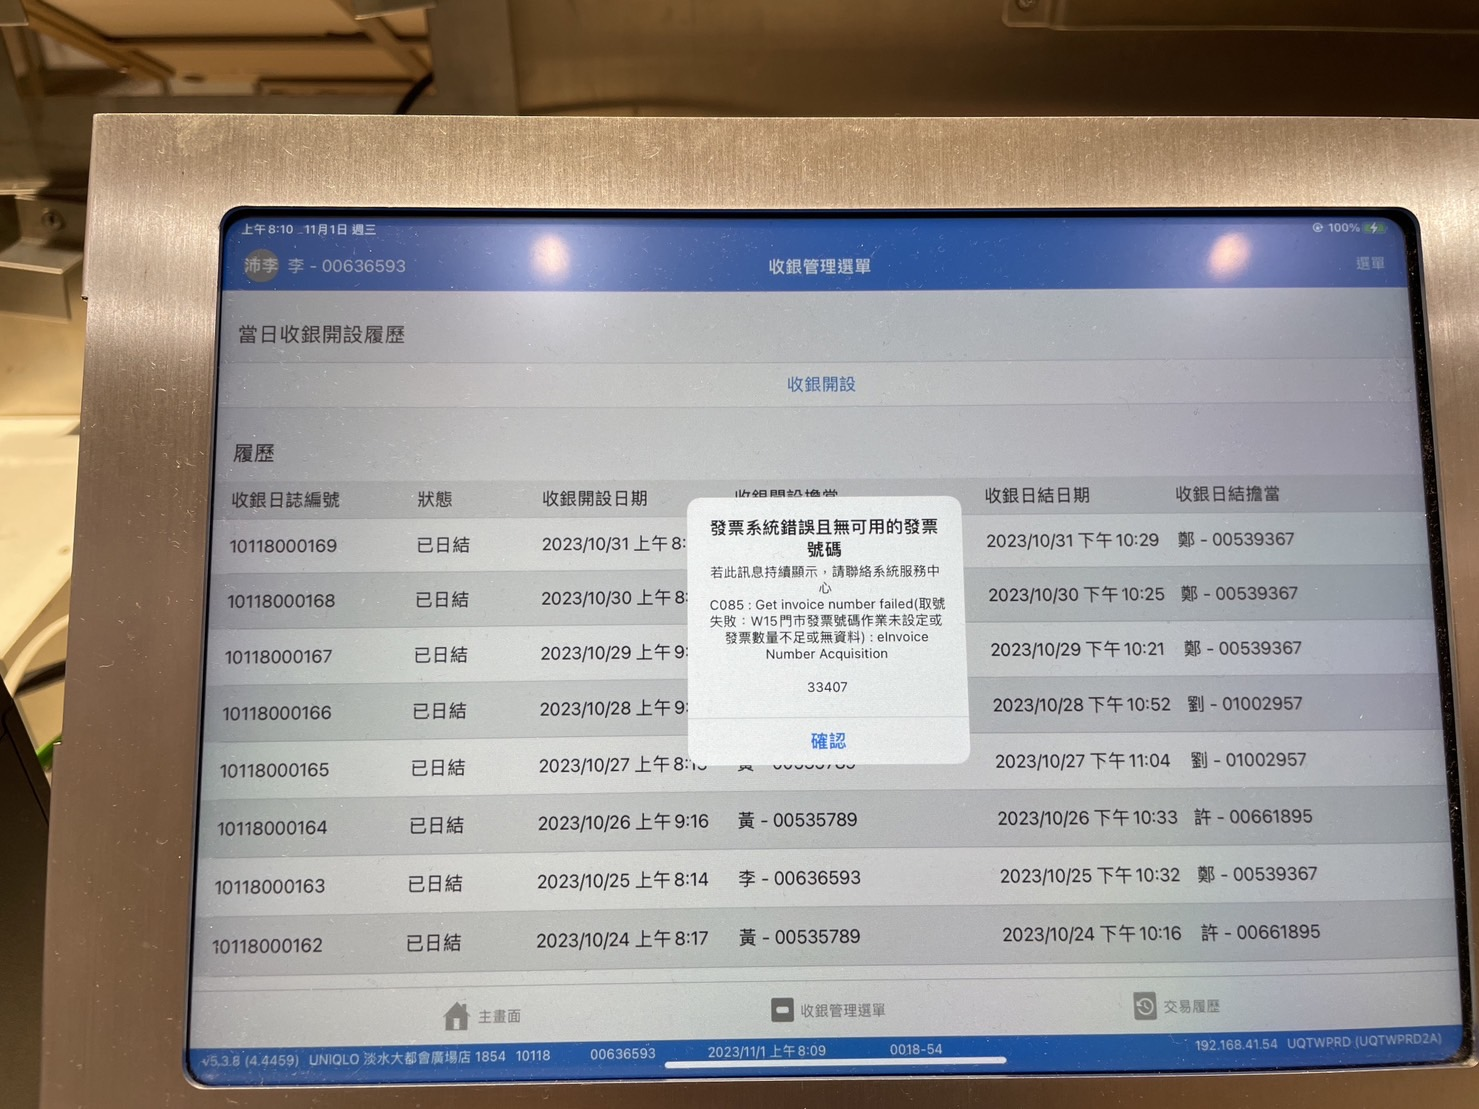 上午8:10 11月1日 週三
100%
沛李 李 - 00636593
收銀管理選單
選單
當日收銀開設履歷
收銀開設
履歷
收銀日誌編號 狀態 收銀開設日期 收銀開設擔當 收銀日結日期 收銀日結擔當
10118000169 已日結 2023/10/31 上午 8: 2023/10/31 下午 10:29 鄭 - 00539367
10118000168 已日結 2023/10/30 上午 8: 2023/10/30 下午 10:25 鄭 - 00539367
10118000167 已日結 2023/10/29 上午 9: 2023/10/29 下午 10:21 鄭 - 00539367
10118000166 已日結 2023/10/28 上午 9: 2023/10/28 下午 10:52 劉 - 01002957
10118000165 已日結 2023/10/27 上午 8: 2023/10/27 下午 11:04 劉 - 01002957
10118000164 已日結 2023/10/26 上午 9:16 黃 - 00535789 2023/10/26 下午 10:33 許 - 00661895
10118000163 已日結 2023/10/25 上午 8:14 李 - 00636593 2023/10/25 下午 10:32 鄭 - 00539367
10118000162 已日結 2023/10/24 上午 8:17 黃 - 00535789 2023/10/24 下午 10:16 許 - 00661895
發票系統錯誤且無可用的發票
號碼
若此訊息持續顯示，請聯絡系統服務中
心
C085 : Get invoice number failed(取號
失敗：W15門市發票號碼作業未設定或
發票數量不足或無資料) : eInvoice
Number Acquisition
33407
確認
主畫面 收銀管理選單 交易履歷
v5.3.8 (4.4459) UNIQLO 淡水大都會廣場店 1854 10118 00636593 2023/11/1 上午 8:09 0018-54 192.168.41.54 UQTWPRD (UQTWPRD2A)